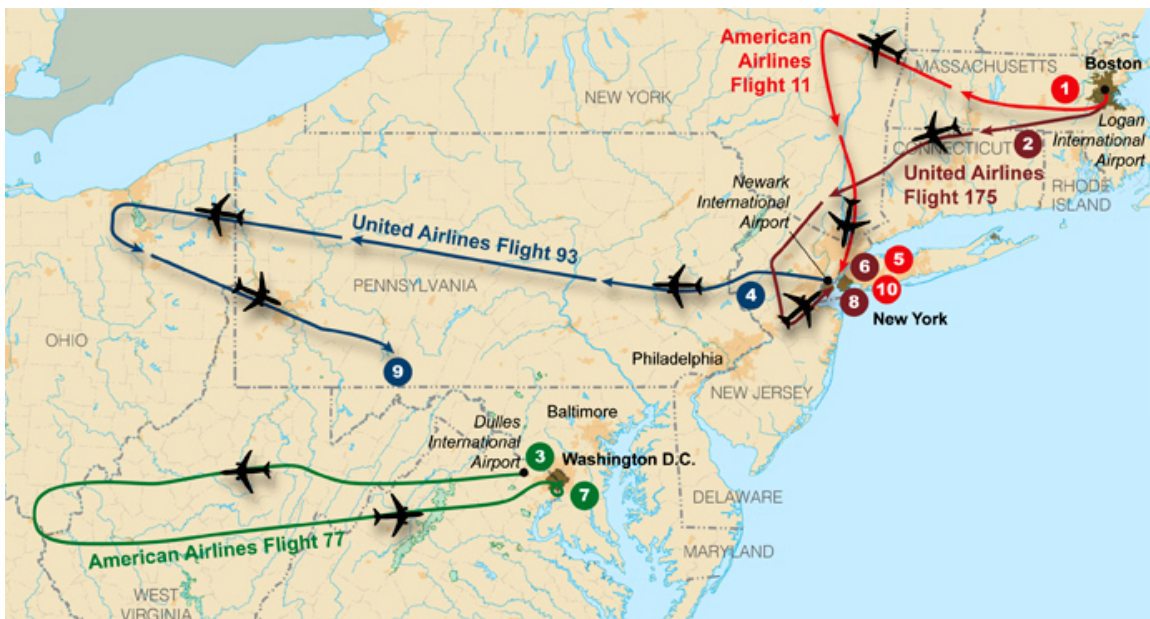 American
Airlines
Flight 11
MASSACHUSETTS
Boston
1
NEW YORK
Logan
International
Airport
CONNECTICUT
2
United Airlines
Flight 175
RHODE
ISLAND
Newark
International
Airport
United Airlines Flight 93
6
5
10
8
4
New York
PENNSYLVANIA
OHIO
9
Philadelphia
NEW JERSEY
Baltimore
Dulles
International
Airport
3
Washington D.C.
7
DELAWARE
American Airlines Flight 77
MARYLAND
WEST
VIRGINIA